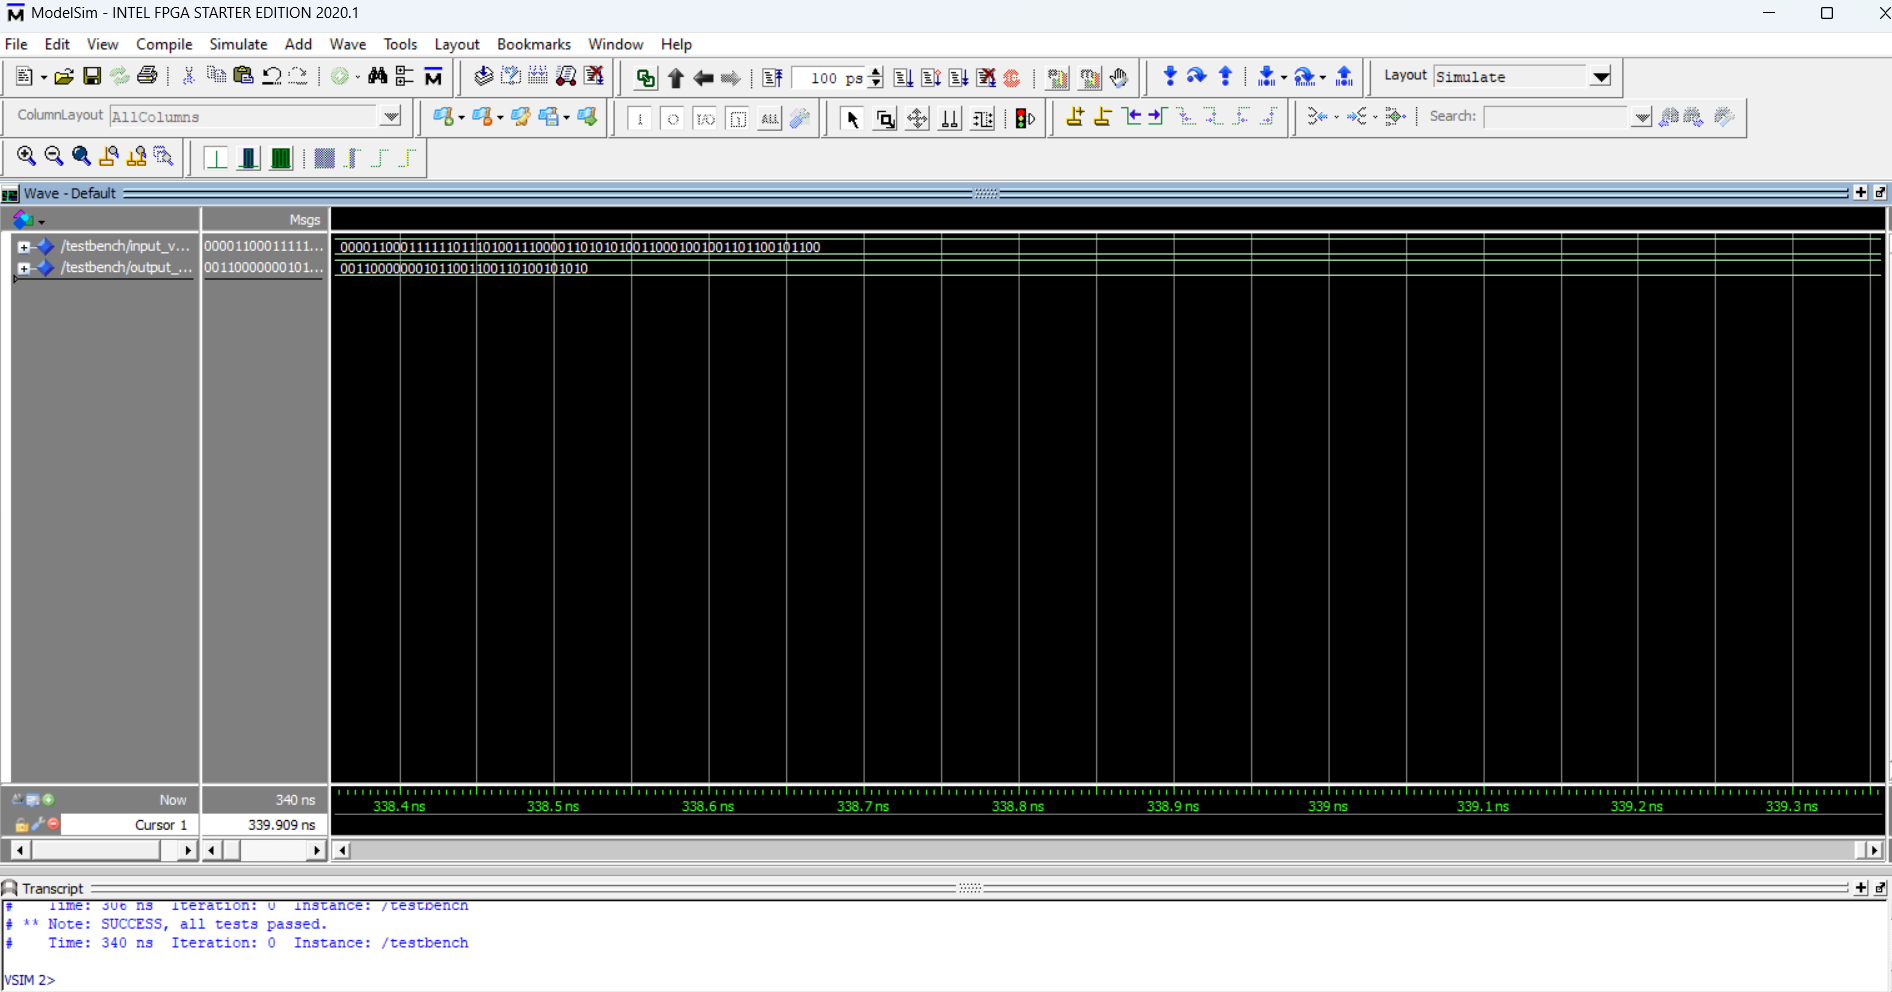 ModelSim - INTEL FPGA STARTER EDITION 2020.1
File Edit View Compile Simulate Add Wave Tools Layout Bookmarks Window Help
100 ps Layout Simulate
ColumnLayout AllColumns Search:
Wave - Default
Msgs
/testbench/input_v... 00001100011111... 000011000111111011101001110000110101010011000100100110110010​1100
/testbench/output_... 00110000000101... 00110000000101100110011010010​1010
Now 340 ns 338.4 ns 338.5 ns 338.6 ns 338.7 ns 338.8 ns 338.9 ns 339 ns 339.1 ns 339.2 ns 339.3 ns
Cursor 1 339.909 ns
Transcript
# Time: 306 ns Iteration: 0 Instance: /testbench
# ** Note: SUCCESS, all tests passed.
# Time: 340 ns Iteration: 0 Instance: /testbench
VSIM 2>